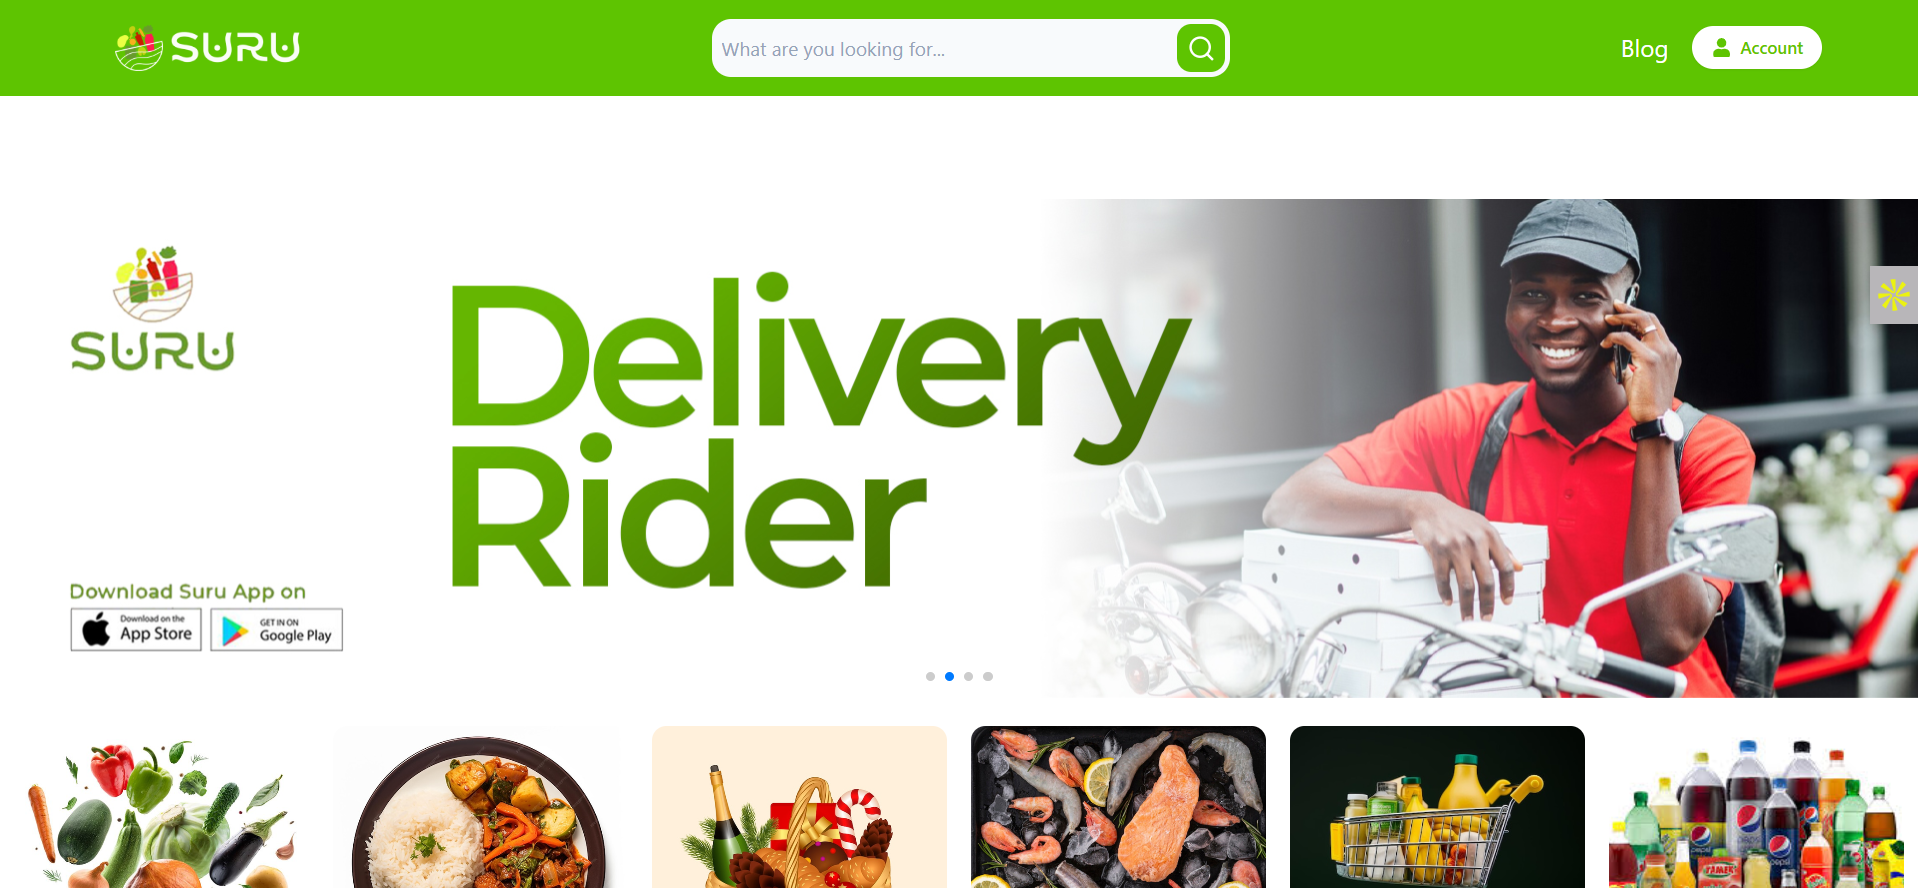 SURU
What are you looking for...
Blog
Account
SURU
Delivery
Rider
Download Suru App on
Download on the
App Store
GET IN ON
Google Play
pepsi